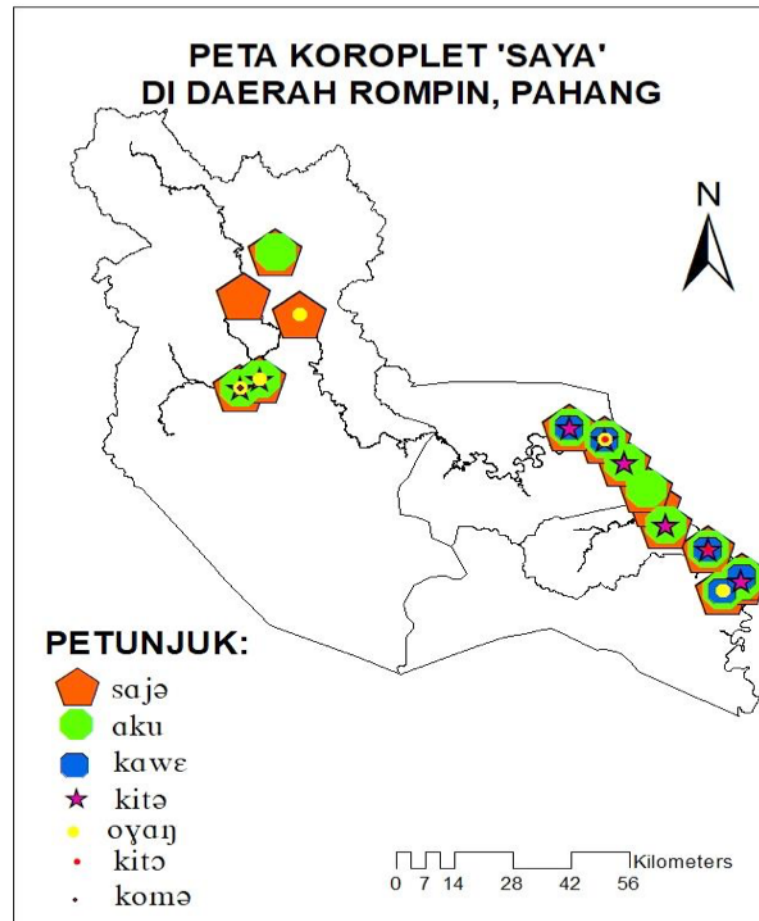 PETA KOROPLET 'SAYA'
DI DAERAH ROMPIN, PAHANG
N
PETUNJUK:
sɑjə
ɑku
kɑwɛ
kitə
oɣɑŋ
kitɔ
komə
Kilometers
0 7 14 28 42 56